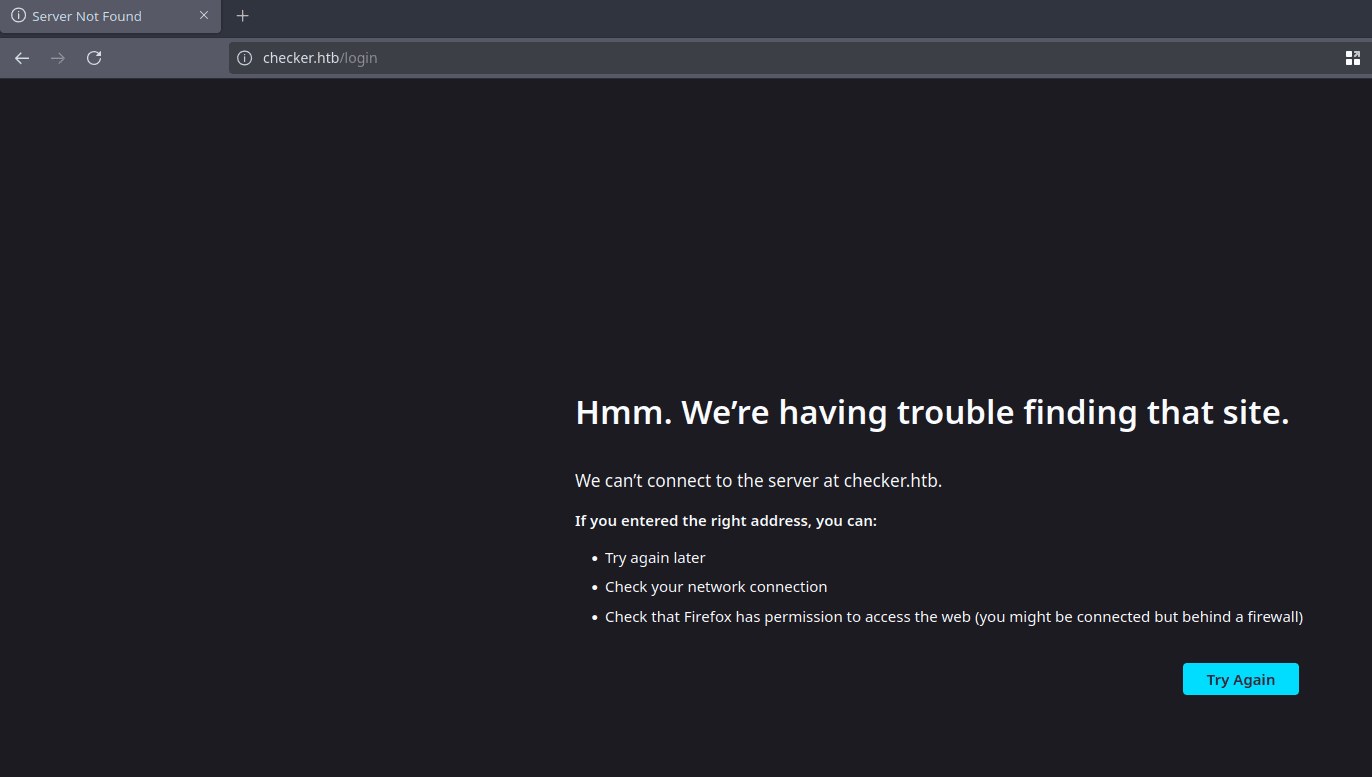 Server Not Found
checker.htb/login
Hmm. We’re having trouble finding that site.
We can’t connect to the server at checker.htb.
If you entered the right address, you can:
• Try again later
• Check your network connection
• Check that Firefox has permission to access the web (you might be connected but behind a firewall)
Try Again